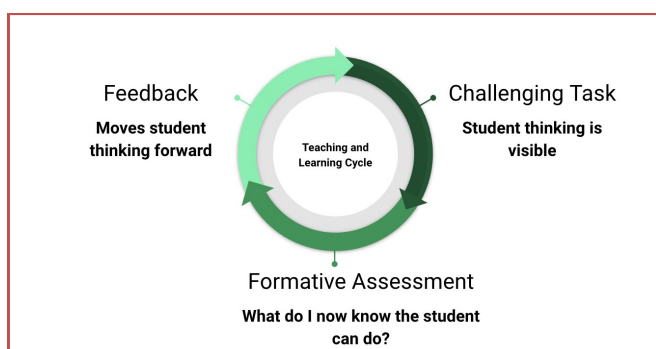 Feedback
Moves student
thinking forward
Teaching and
Learning Cycle
Challenging Task
Student thinking is
visible
Formative Assessment
What do I now know the student
can do?